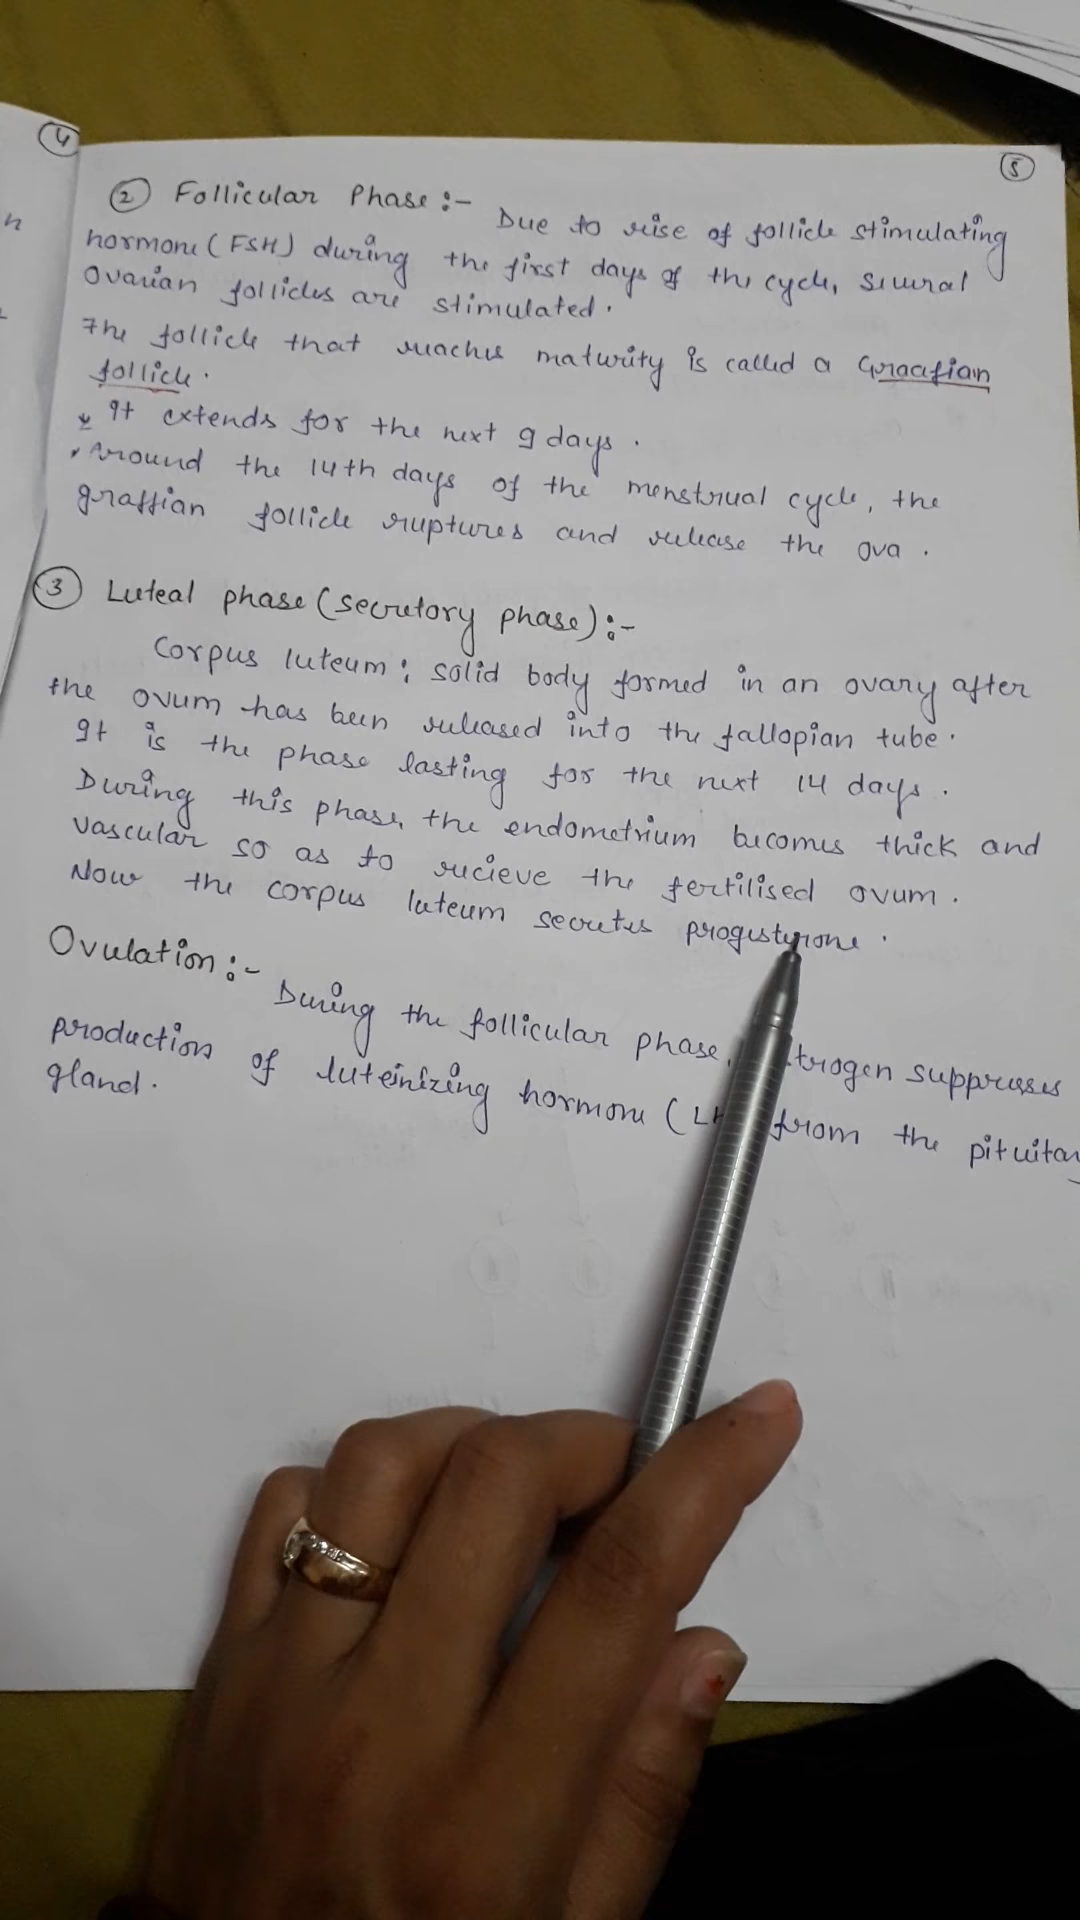 4
5
n
② Follicular Phase :- Due to rise of follicle stimulating
hormone (FSH) during the first days of the cycle, several
ovarian follicles are stimulated.
The follicle that reaches maturity is called a Graafian
follicle.
* It extends for the next 9 days.
• Around the 14th days of the menstrual cycle, the
graffian follicle ruptures and release the ova.
③ Luteal phase (secretory phase) :-
Corpus luteum : solid body formed in an ovary after
the ovum has been released into the fallopian tube.
It is the phase lasting for the next 14 days.
During this phase, the endometrium becomes thick and
vascular so as to recieve the fertilised ovum.
Now the corpus luteum secretes progesterone.
Ovulation :- During the follicular phase, trogen suppresses
production of luteinizing hormone (LH from the pituitary
gland.